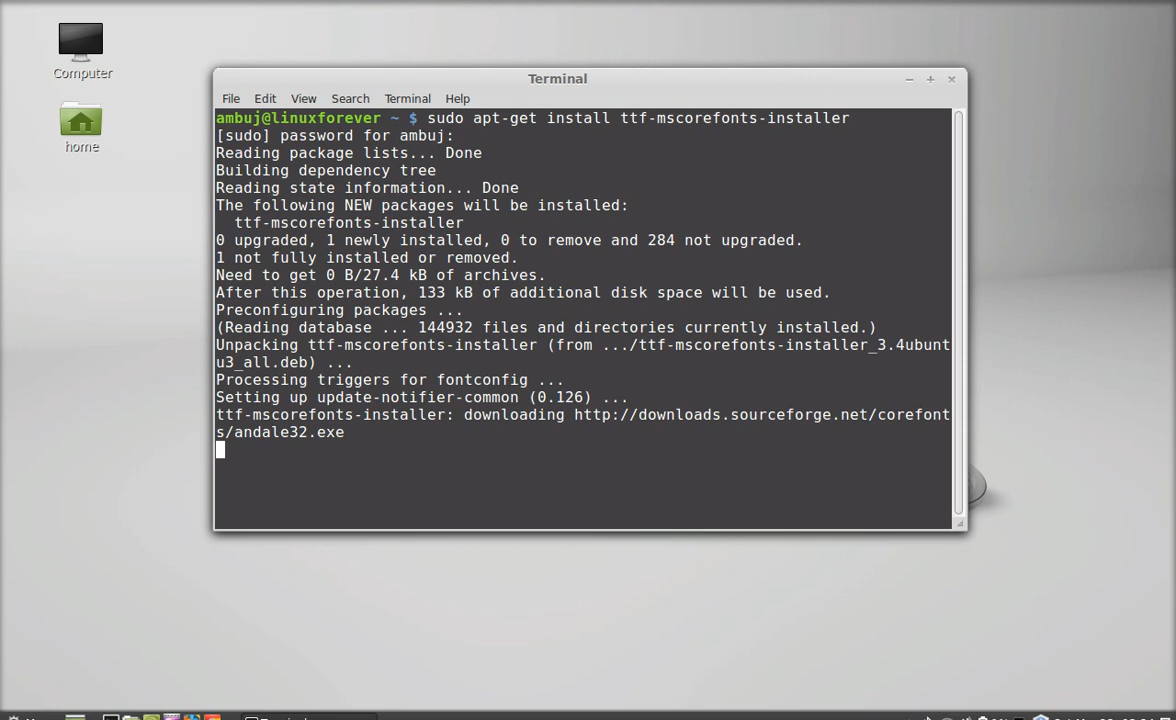 Computer
home
Terminal
File Edit View Search Terminal Help
ambuj@linuxforever ~ $ sudo apt-get install ttf-mscorefonts-installer
[sudo] password for ambuj:
Reading package lists... Done
Building dependency tree
Reading state information... Done
The following NEW packages will be installed:
  ttf-mscorefonts-installer
0 upgraded, 1 newly installed, 0 to remove and 284 not upgraded.
1 not fully installed or removed.
Need to get 0 B/27.4 kB of archives.
After this operation, 133 kB of additional disk space will be used.
Preconfiguring packages ...
(Reading database ... 144932 files and directories currently installed.)
Unpacking ttf-mscorefonts-installer (from .../ttf-mscorefonts-installer_3.4ubunt
u3_all.deb) ...
Processing triggers for fontconfig ...
Setting up update-notifier-common (0.126) ...
ttf-mscorefonts-installer: downloading http://downloads.sourceforge.net/corefont
s/andale32.exe